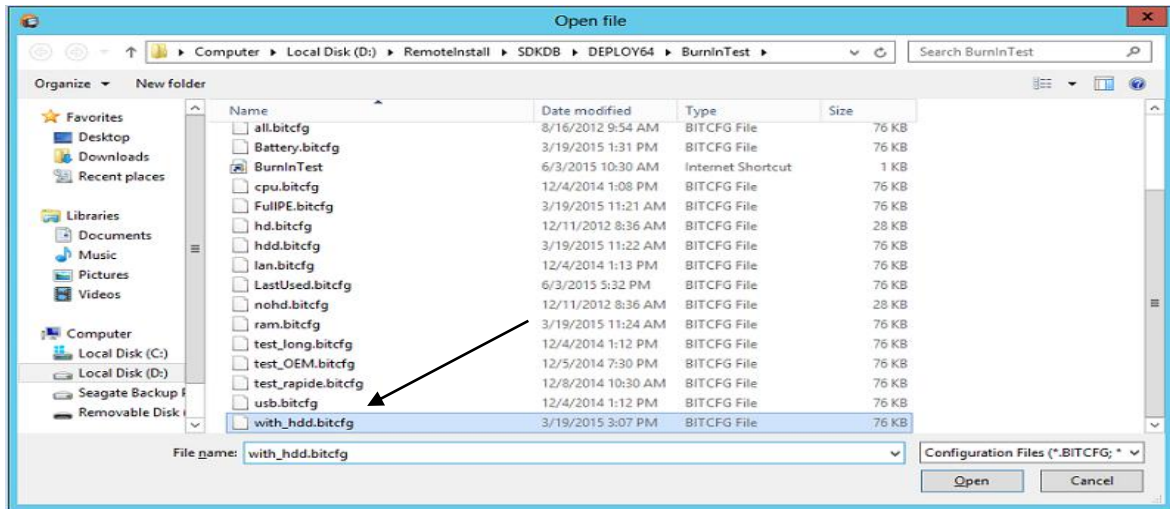 Open file
Computer Local Disk (D:) RemoteInstall SDKDB DEPLOY64 BurnInTest
Search BurnInTest
Organize New folder
Favorites
Desktop
Downloads
Recent places
Libraries
Documents
Music
Pictures
Videos
Computer
Local Disk (C:)
Local Disk (D:)
Seagate Backup
Removable Disk
Name Date modified Type Size
all.bitcfg 8/16/2012 9:54 AM BITCFG File 76 KB
Battery.bitcfg 3/19/2015 1:31 PM BITCFG File 76 KB
BurnInTest 6/3/2015 10:30 AM Internet Shortcut 1 KB
cpu.bitcfg 12/4/2014 1:08 PM BITCFG File 76 KB
FullPE.bitcfg 3/19/2015 11:21 AM BITCFG File 76 KB
hd.bitcfg 12/11/2012 8:36 AM BITCFG File 28 KB
hdd.bitcfg 3/19/2015 11:22 AM BITCFG File 76 KB
lan.bitcfg 12/4/2014 1:13 PM BITCFG File 76 KB
LastUsed.bitcfg 6/3/2015 5:32 PM BITCFG File 76 KB
nohd.bitcfg 12/11/2012 8:36 AM BITCFG File 28 KB
ram.bitcfg 3/19/2015 11:24 AM BITCFG File 76 KB
test_long.bitcfg 12/4/2014 1:12 PM BITCFG File 76 KB
test_OEM.bitcfg 12/5/2014 7:30 PM BITCFG File 76 KB
test_rapide.bitcfg 12/8/2014 10:30 AM BITCFG File 76 KB
usb.bitcfg 12/4/2014 1:12 PM BITCFG File 76 KB
with_hdd.bitcfg 3/19/2015 3:07 PM BITCFG File 76 KB
File name: with_hdd.bitcfg Configuration Files (*.BITCFG; *
Open Cancel